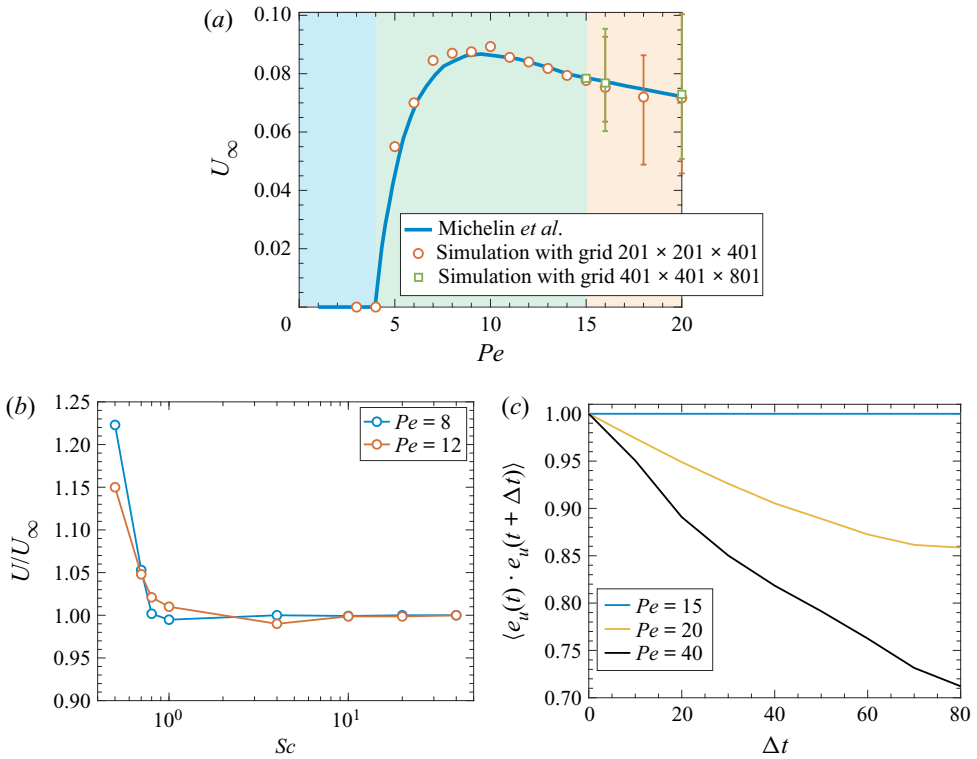 (a)
0.10
0.08
0.06
0.04
0.02
U∞
0 5 10 15 20
Pe
Michelin et al.
Simulation with grid 201 × 201 × 401
Simulation with grid 401 × 401 × 801
(b)
1.25
1.20
1.15
1.10
1.05
1.00
0.95
0.90
U/U∞
Pe = 8
Pe = 12
10⁰ 10¹
Sc
(c)
1.00
0.95
0.90
0.85
0.80
0.75
0.70
⟨e_u(t) · e_u(t + Δt)⟩
Pe = 15
Pe = 20
Pe = 40
0 20 40 60 80
Δt